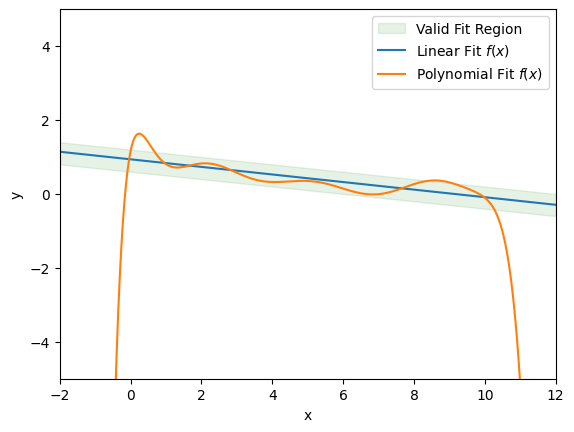 Valid Fit Region
Linear Fit f(x)
Polynomial Fit f(x)
4
2
0
−2
−4
y
−2 0 2 4 6 8 10 12
x